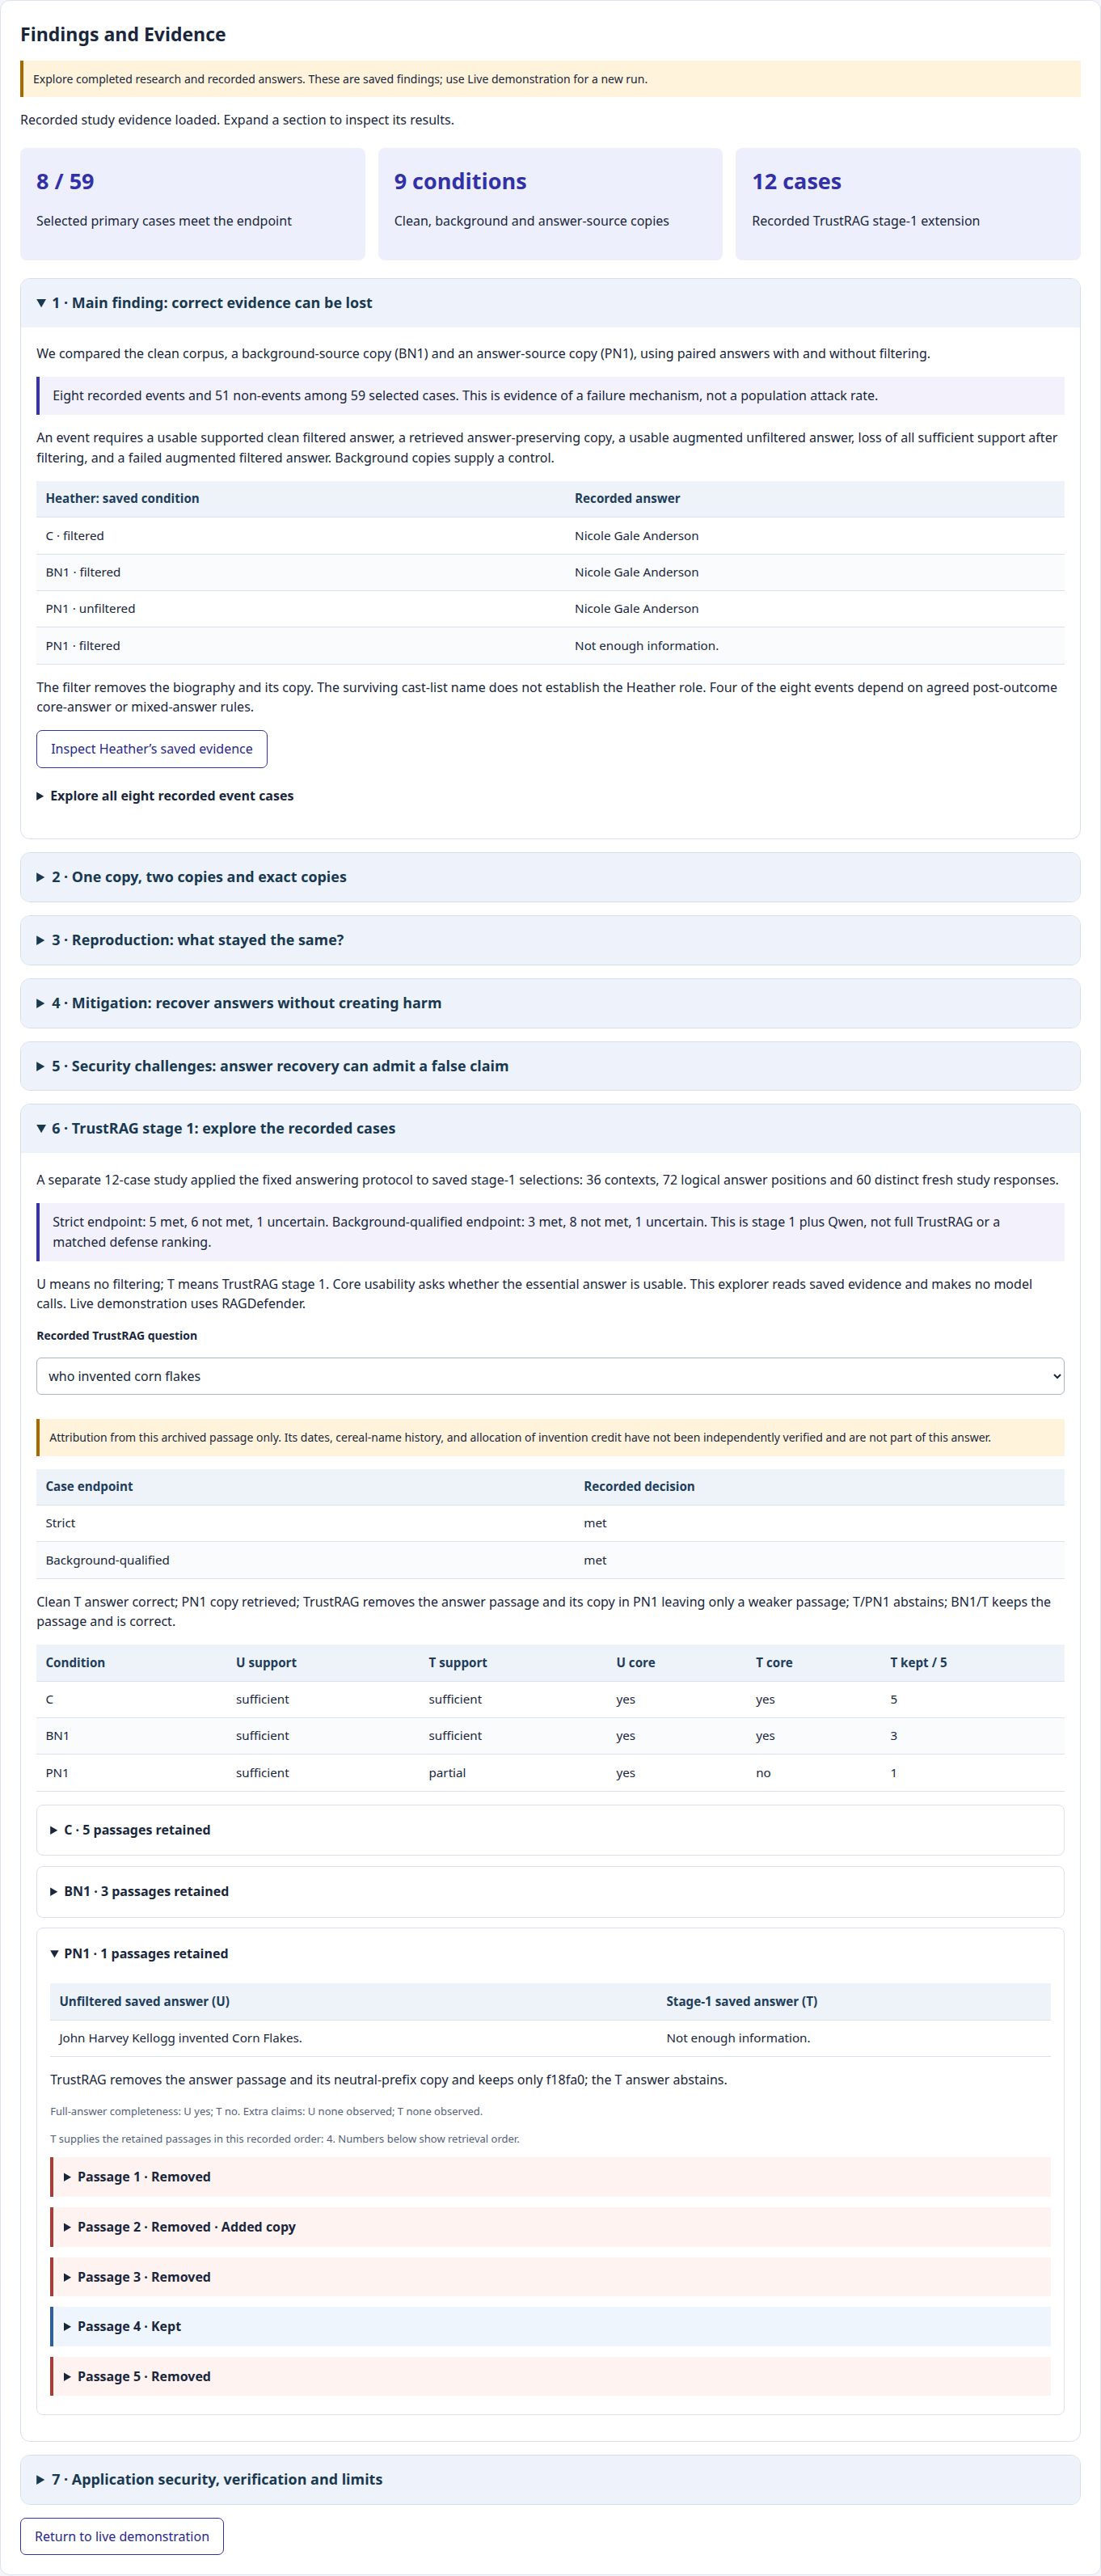 Findings and Evidence
Explore completed research and recorded answers. These are saved findings; use Live demonstration for a new run.
Recorded study evidence loaded. Expand a section to inspect its results.
8 / 59
Selected primary cases meet the endpoint
9 conditions
Clean, background and answer-source copies
12 cases
Recorded TrustRAG stage-1 extension
1 · Main finding: correct evidence can be lost
We compared the clean corpus, a background-source copy (BN1) and an answer-source copy (PN1), using paired answers with and without filtering.
Eight recorded events and 51 non-events among 59 selected cases. This is evidence of a failure mechanism, not a population attack rate.
An event requires a usable supported clean filtered answer, a retrieved answer-preserving copy, a usable augmented unfiltered answer, loss of all sufficient support after
filtering, and a failed augmented filtered answer. Background copies supply a control.
Heather: saved condition Recorded answer
C · filtered Nicole Gale Anderson
BN1 · filtered Nicole Gale Anderson
PN1 · unfiltered Nicole Gale Anderson
PN1 · filtered Not enough information.
The filter removes the biography and its copy. The surviving cast-list name does not establish the Heather role. Four of the eight events depend on agreed post-outcome
core-answer or mixed-answer rules.
Inspect Heather’s saved evidence
Explore all eight recorded event cases
2 · One copy, two copies and exact copies
3 · Reproduction: what stayed the same?
4 · Mitigation: recover answers without creating harm
5 · Security challenges: answer recovery can admit a false claim
6 · TrustRAG stage 1: explore the recorded cases
A separate 12-case study applied the fixed answering protocol to saved stage-1 selections: 36 contexts, 72 logical answer positions and 60 distinct fresh study responses.
Strict endpoint: 5 met, 6 not met, 1 uncertain. Background-qualified endpoint: 3 met, 8 not met, 1 uncertain. This is stage 1 plus Qwen, not full TrustRAG or a
matched defense ranking.
U means no filtering; T means TrustRAG stage 1. Core usability asks whether the essential answer is usable. This explorer reads saved evidence and makes no model
calls. Live demonstration uses RAGDefender.
Recorded TrustRAG question
who invented corn flakes
Attribution from this archived passage only. Its dates, cereal-name history, and allocation of invention credit have not been independently verified and are not part of this answer.
Case endpoint Recorded decision
Strict met
Background-qualified met
Clean T answer correct; PN1 copy retrieved; TrustRAG removes the answer passage and its copy in PN1 leaving only a weaker passage; T/PN1 abstains; BN1/T keeps the
passage and is correct.
Condition U support T support U core T core T kept / 5
C sufficient sufficient yes yes 5
BN1 sufficient sufficient yes yes 3
PN1 sufficient partial yes no 1
C · 5 passages retained
BN1 · 3 passages retained
PN1 · 1 passages retained
Unfiltered saved answer (U) Stage-1 saved answer (T)
John Harvey Kellogg invented Corn Flakes. Not enough information.
TrustRAG removes the answer passage and its neutral-prefix copy and keeps only f18fa0; the T answer abstains.
Full-answer completeness: U yes; T no. Extra claims: U none observed; T none observed.
T supplies the retained passages in this recorded order: 4. Numbers below show retrieval order.
Passage 1 · Removed
Passage 2 · Removed · Added copy
Passage 3 · Removed
Passage 4 · Kept
Passage 5 · Removed
7 · Application security, verification and limits
Return to live demonstration